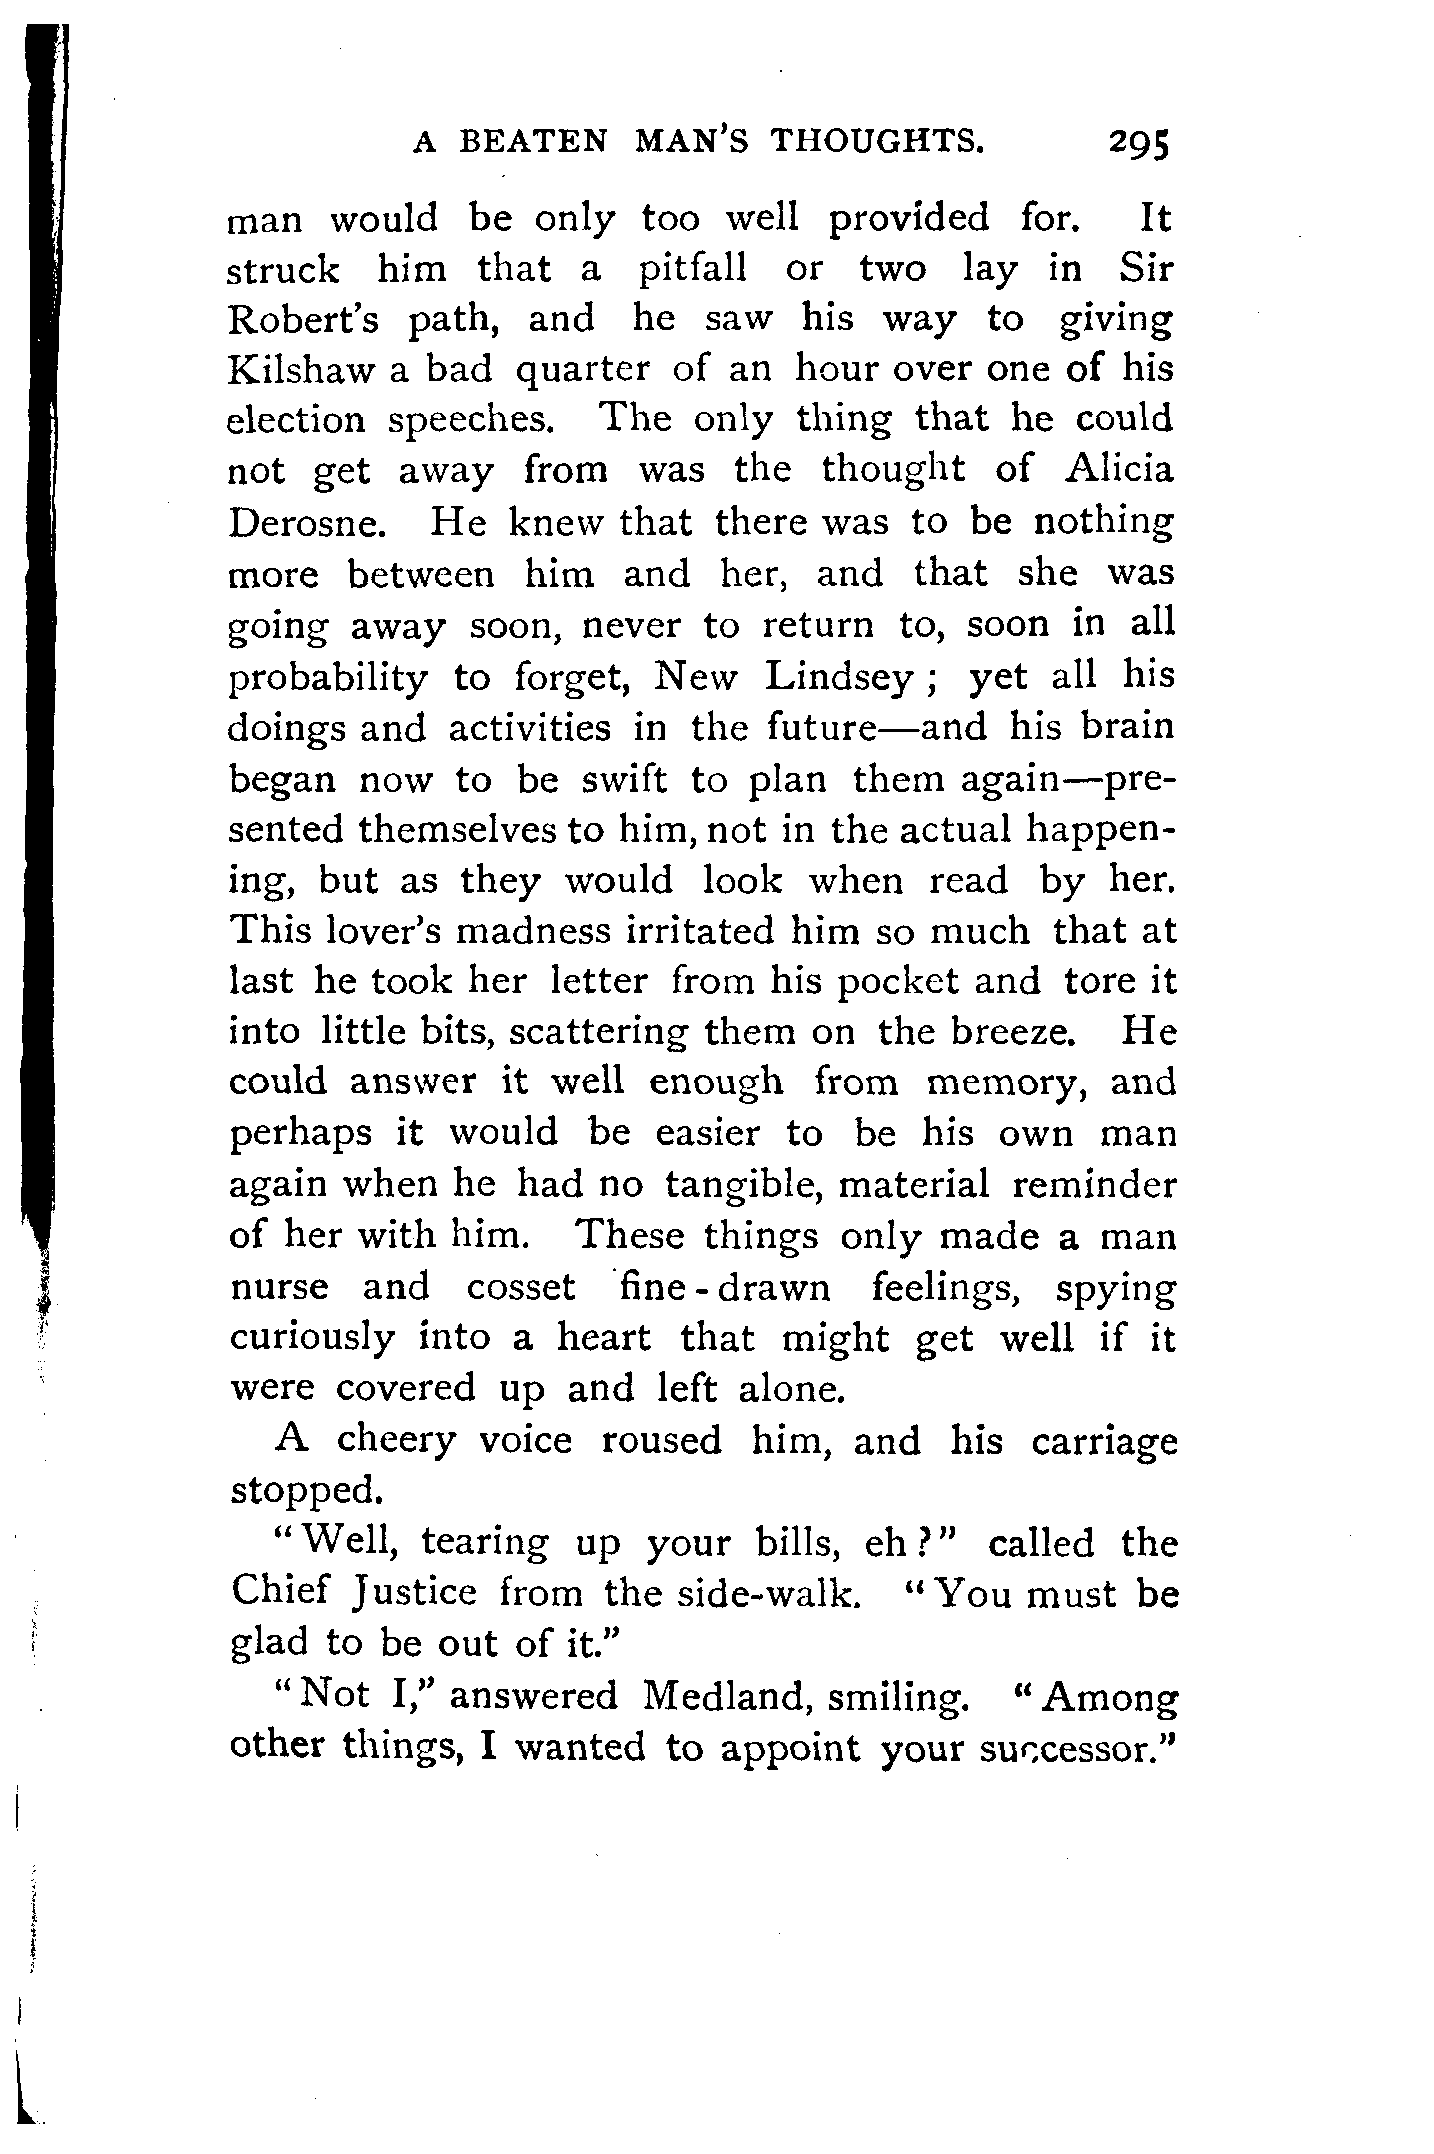 A BEATEN MAN'S THOUGHTS. 295
man would be only too well provided for. It
struck him that a pitfall or two lay in Sir
Robert's path, and he saw his way to giving
Kilshaw a bad quarter of an hour over one of his
election speeches. The only thing that he could
not get away from was the thought of Alicia
Derosne. He knew that there was to be nothing
more between him and her, and that she was
going away soon, never to return to, soon in all
probability to forget, New Lindsey ; yet all his
doings and activities in the future—and his brain
began now to be swift to plan them again—pre-
sented themselves to him, not in the actual happen-
ing, but as they would look when read by her.
This lover's madness irritated him so much that at
last he took her letter from his pocket and tore it
into little bits, scattering them on the breeze. He
could answer it well enough from memory, and
perhaps it would be easier to be his own man
again when he had no tangible, material reminder
of her with him. These things only made a man
nurse and cosset fine-drawn feelings, spying
curiously into a heart that might get well if it
were covered up and left alone.
A cheery voice roused him, and his carriage
stopped.
"Well, tearing up your bills, eh?" called the
Chief Justice from the side-walk. "You must be
glad to be out of it."
"Not I," answered Medland, smiling. "Among
other things, I wanted to appoint your successor."